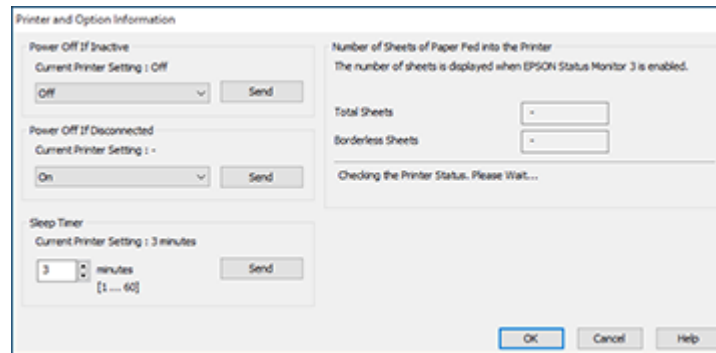 Printer and Option Information
Power Off If Inactive
Current Printer Setting : Off
Off
Send
Power Off If Disconnected
Current Printer Setting : -
On
Send
Sleep Timer
Current Printer Setting : 3 minutes
3 minutes
[1 .... 60]
Send
Number of Sheets of Paper Fed into the Printer
The number of sheets is displayed when EPSON Status Monitor 3 is enabled.
Total Sheets -
Borderless Sheets -
Checking the Printer Status. Please Wait...
OK Cancel Help